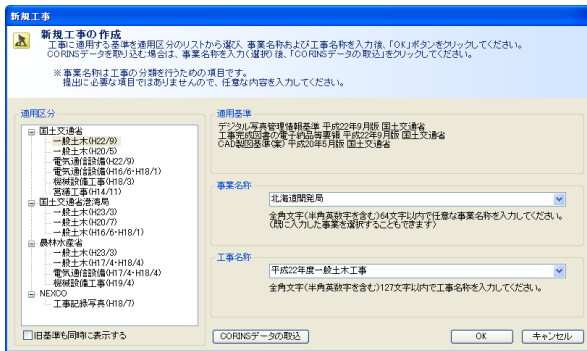 新規工事
新規工事の作成
工事に適用する基準を適用区分のリストから選び、事業名称および工事名称を入力後、「OK」ボタンをクリックしてください。
CORINSデータを取り込む場合は、事業名称を入力(選択)後、「CORINSデータの取込」をクリックしてください。
※事業名称は工事の分類を行うための項目です。
提出に必要な項目ではありませんので、任意な内容を入力してください。
適用区分
国土交通省
一般土木(H22/9)
一般土木(H20/5)
電気通信設備(H22/9)
電気通信設備(H16/6・H18/1)
機械設備工事(H18/3)
営繕工事(H14/11)
国土交通省港湾局
一般土木(H23/3)
一般土木(H20/7)
一般土木(H16/6・H18/1)
農林水産省
一般土木(H23/3)
一般土木(H17/4・H18/4)
電気通信設備(H17/4・H18/4)
機械設備工事(H19/4)
NEXCO
工事記録写真(H18/7)
旧基準も同時に表示する
適用基準
デジタル写真管理情報基準 平成22年9月版 国土交通省
工事完成図書の電子納品等要領 平成22年9月版 国土交通省
CAD製図基準(案) 平成20年5月版 国土交通省
事業名称
北海道開発局
全角文字(半角英数字を含む)64文字以内で任意な事業名称を入力してください。
(既に入力した事業を選択することもできます)
工事名称
平成22年度一般土木工事
全角文字(半角英数字を含む)127文字以内で工事名称を入力してください。
CORINSデータの取込
OK
キャンセル